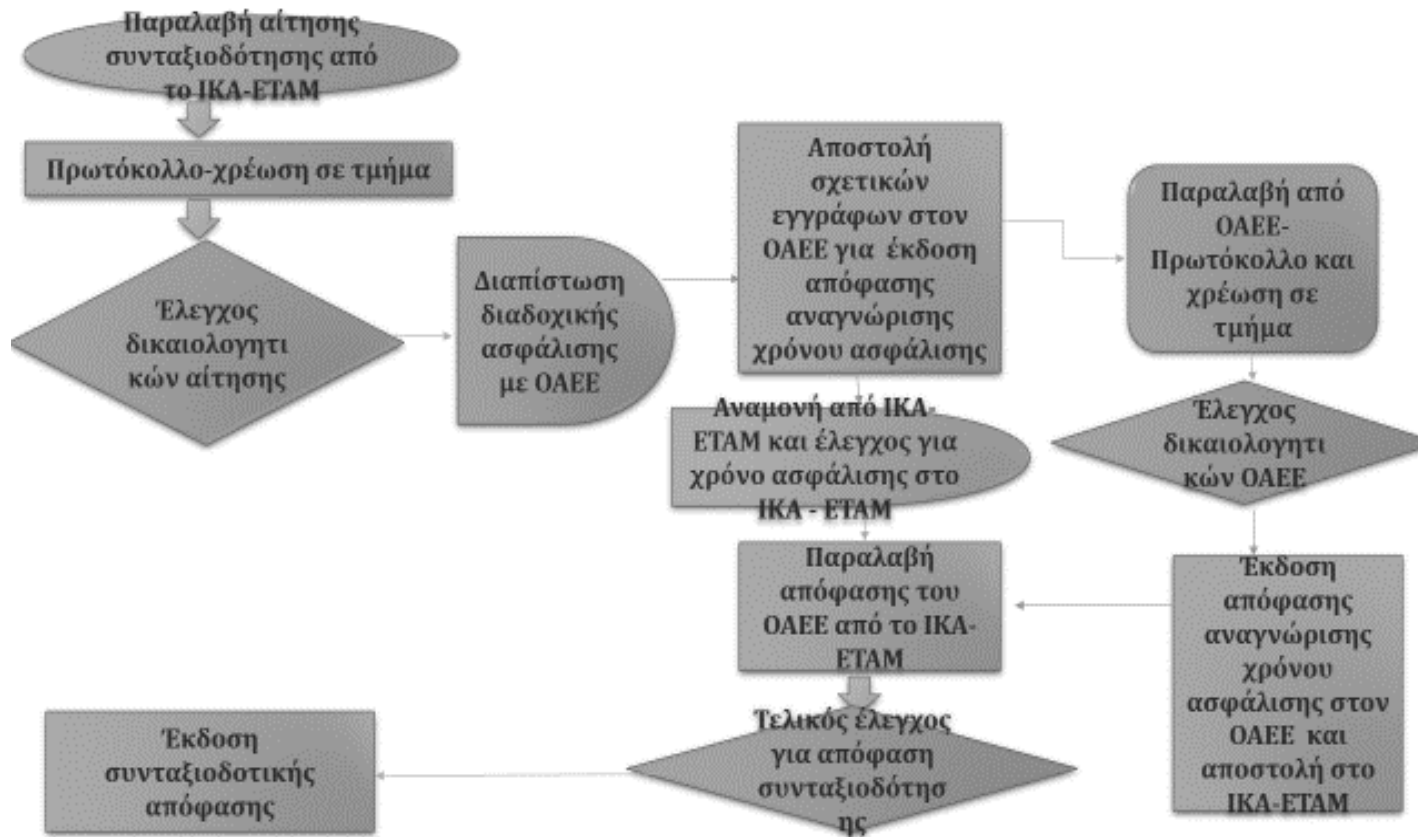 Παραλαβή αίτησης
συνταξιοδότησης από
το ΙΚΑ-ΕΤΑΜ
Πρωτόκολλο-χρέωση σε τμήμα
Έλεγχος
δικαιολογητι
κών αίτησης
Διαπίστωση
διαδοχικής
ασφάλισης
με ΟΑΕΕ
Αποστολή
σχετικών
εγγράφων στον
ΟΑΕΕ για έκδοση
απόφασης
αναγνώρισης
χρόνου ασφάλισης
Παραλαβή από
ΟΑΕΕ-
Πρωτόκολλο και
χρέωση σε
τμήμα
Αναμονή από ΙΚΑ-
ΕΤΑΜ και έλεγχος για
χρόνο ασφάλισης στο
ΙΚΑ - ΕΤΑΜ
Έλεγχος
δικαιολογητι
κών ΟΑΕΕ
Παραλαβή
απόφασης του
ΟΑΕΕ από το ΙΚΑ-
ΕΤΑΜ
Έκδοση
απόφασης
αναγνώρισης
χρόνου
ασφάλισης στον
ΟΑΕΕ και
αποστολή στο
ΙΚΑ-ΕΤΑΜ
Τελικός έλεγχος
για απόφαση
συνταξιοδότησ
ης
Έκδοση
συνταξιοδοτικής
απόφασης